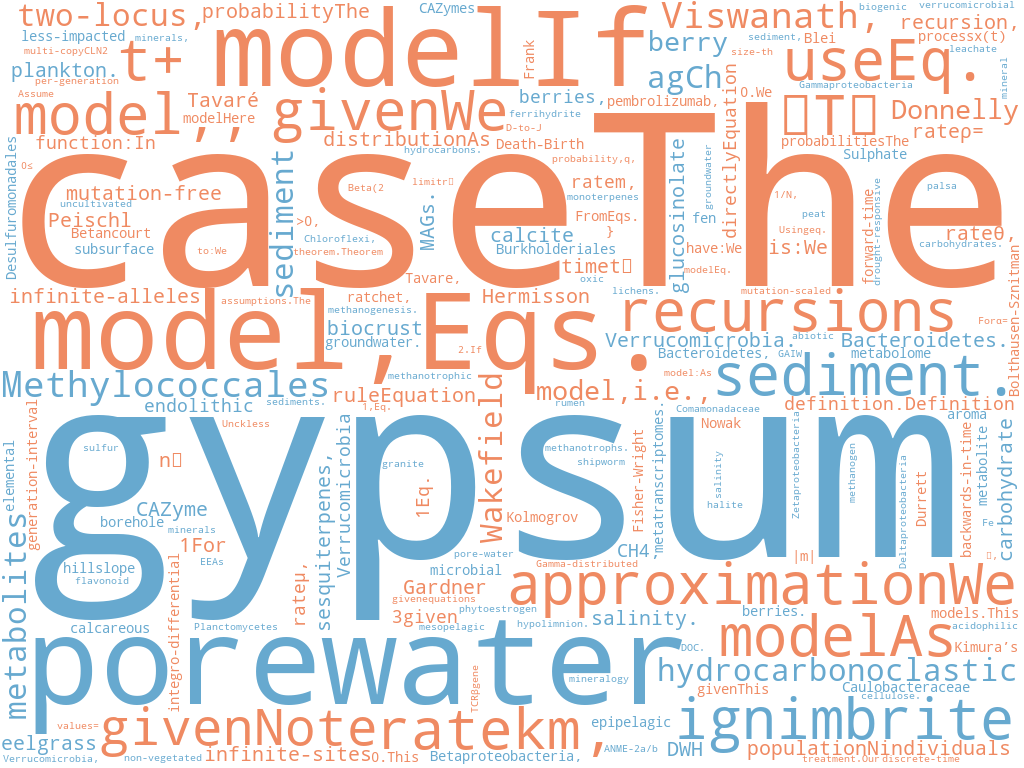 two-locus,
probabilityThe
CAZymes
Viswanath,
biogenic
verrucomicrobial
less-impacted
minerals,
t+
modelIf
Frank
berry
sediment,
Blei
recursion,
processx(t)
multi-copyCLN2
size-th
useEq.
leachate
plankton.
agCh
mineral
per-generation
Assume
Tavaré
modelHere
model,
,
givenWe
berries,
ferrihydrite
pembrolizumab,
0.We
Gammaproteobacteria
Donnelly
rateρ=
D-to-J
function:In
distributionAs
Death-Birth
probabilitiesThe
Sulphate
hydrocarbons.
probability,q,
Desulfuromonadales
0≤
caseThe
mutation-free
uncultivated
Peischl
Betancourt
subsurface
sediment
Beta(2
limitr
>0,
Chloroflexi,
theorem.Theorem
to:We
MAGs.
ratem,
monoterpenes
FromEqs.
}
calcite
Burkholderiales
timet
oxic
Tavare,
glucosinolate
groundwater
fen
directlyEquation
have:We
modelEq.
1/N,
peat
Usingeq.
is:We
forward-time
drought-responsive
palsa
rateθ,
carbohydrates.
infinite-alleles
assumptions.The
ratchet,
methanogenesis.
Hermisson
lichens.
mutation-scaled
Bolthausen-Sznitman
model,Eqs.
biocrust
groundwater.
2.If
recursions
Forα=
Verrucomicrobia.
abiotic
Bacteroidetes.
Bacteroidetes,
GAIW
metabolome
methanotrophic
model:As
sediment.
Methylococcales
ruleEquation
model,i.e.,
endolithic
sediments.
1,Eq.
rumen
Comamonadaceae
definition.Definition
aroma
generation-interval
elemental
Unckless
Nowak
gypsum
sulfur
n
granite
1Eq.
Wakefield
methanotrophs.
shipworm
Fisher-Wright
metatranscriptomes.
salinity
halite
Zetaproteobacteria
methanogen
Deltaproteobacteria
Durrett
backwards-in-time
metabolite
carbohydrate
Fe
CAZyme
borehole
minerals
Verrucomicrobia
sesquiterpenes,
Kolmogrov
1For
EEAs
CH4
|m|
pore-water
Gamma-distributed
metabolites
hillslope
flavonoid
integro-differential
rateμ,
microbial
Gardner
givenequations
approximationWe
3given
phytoestrogen
berries.
models.This
calcareous
Planctomycetes
mesopelagic
hypolimnion.
salinity.
acidophilic
porewater
DOC.
modelAs
Kimura's
TCRβgene
mineralogy
hydrocarbonoclastic
givenThis
Caulobacteraceae
cellulose.
values=
givenNote
ratekm
,
epipelagic
ignimbrite
eelgrass
Verrucomicrobia,
non-vegetated
infinite-sites
0.This
Betaproteobacteria,
ANME-2a/b
DWH
populationNindividuals
treatment.Our
discrete-time